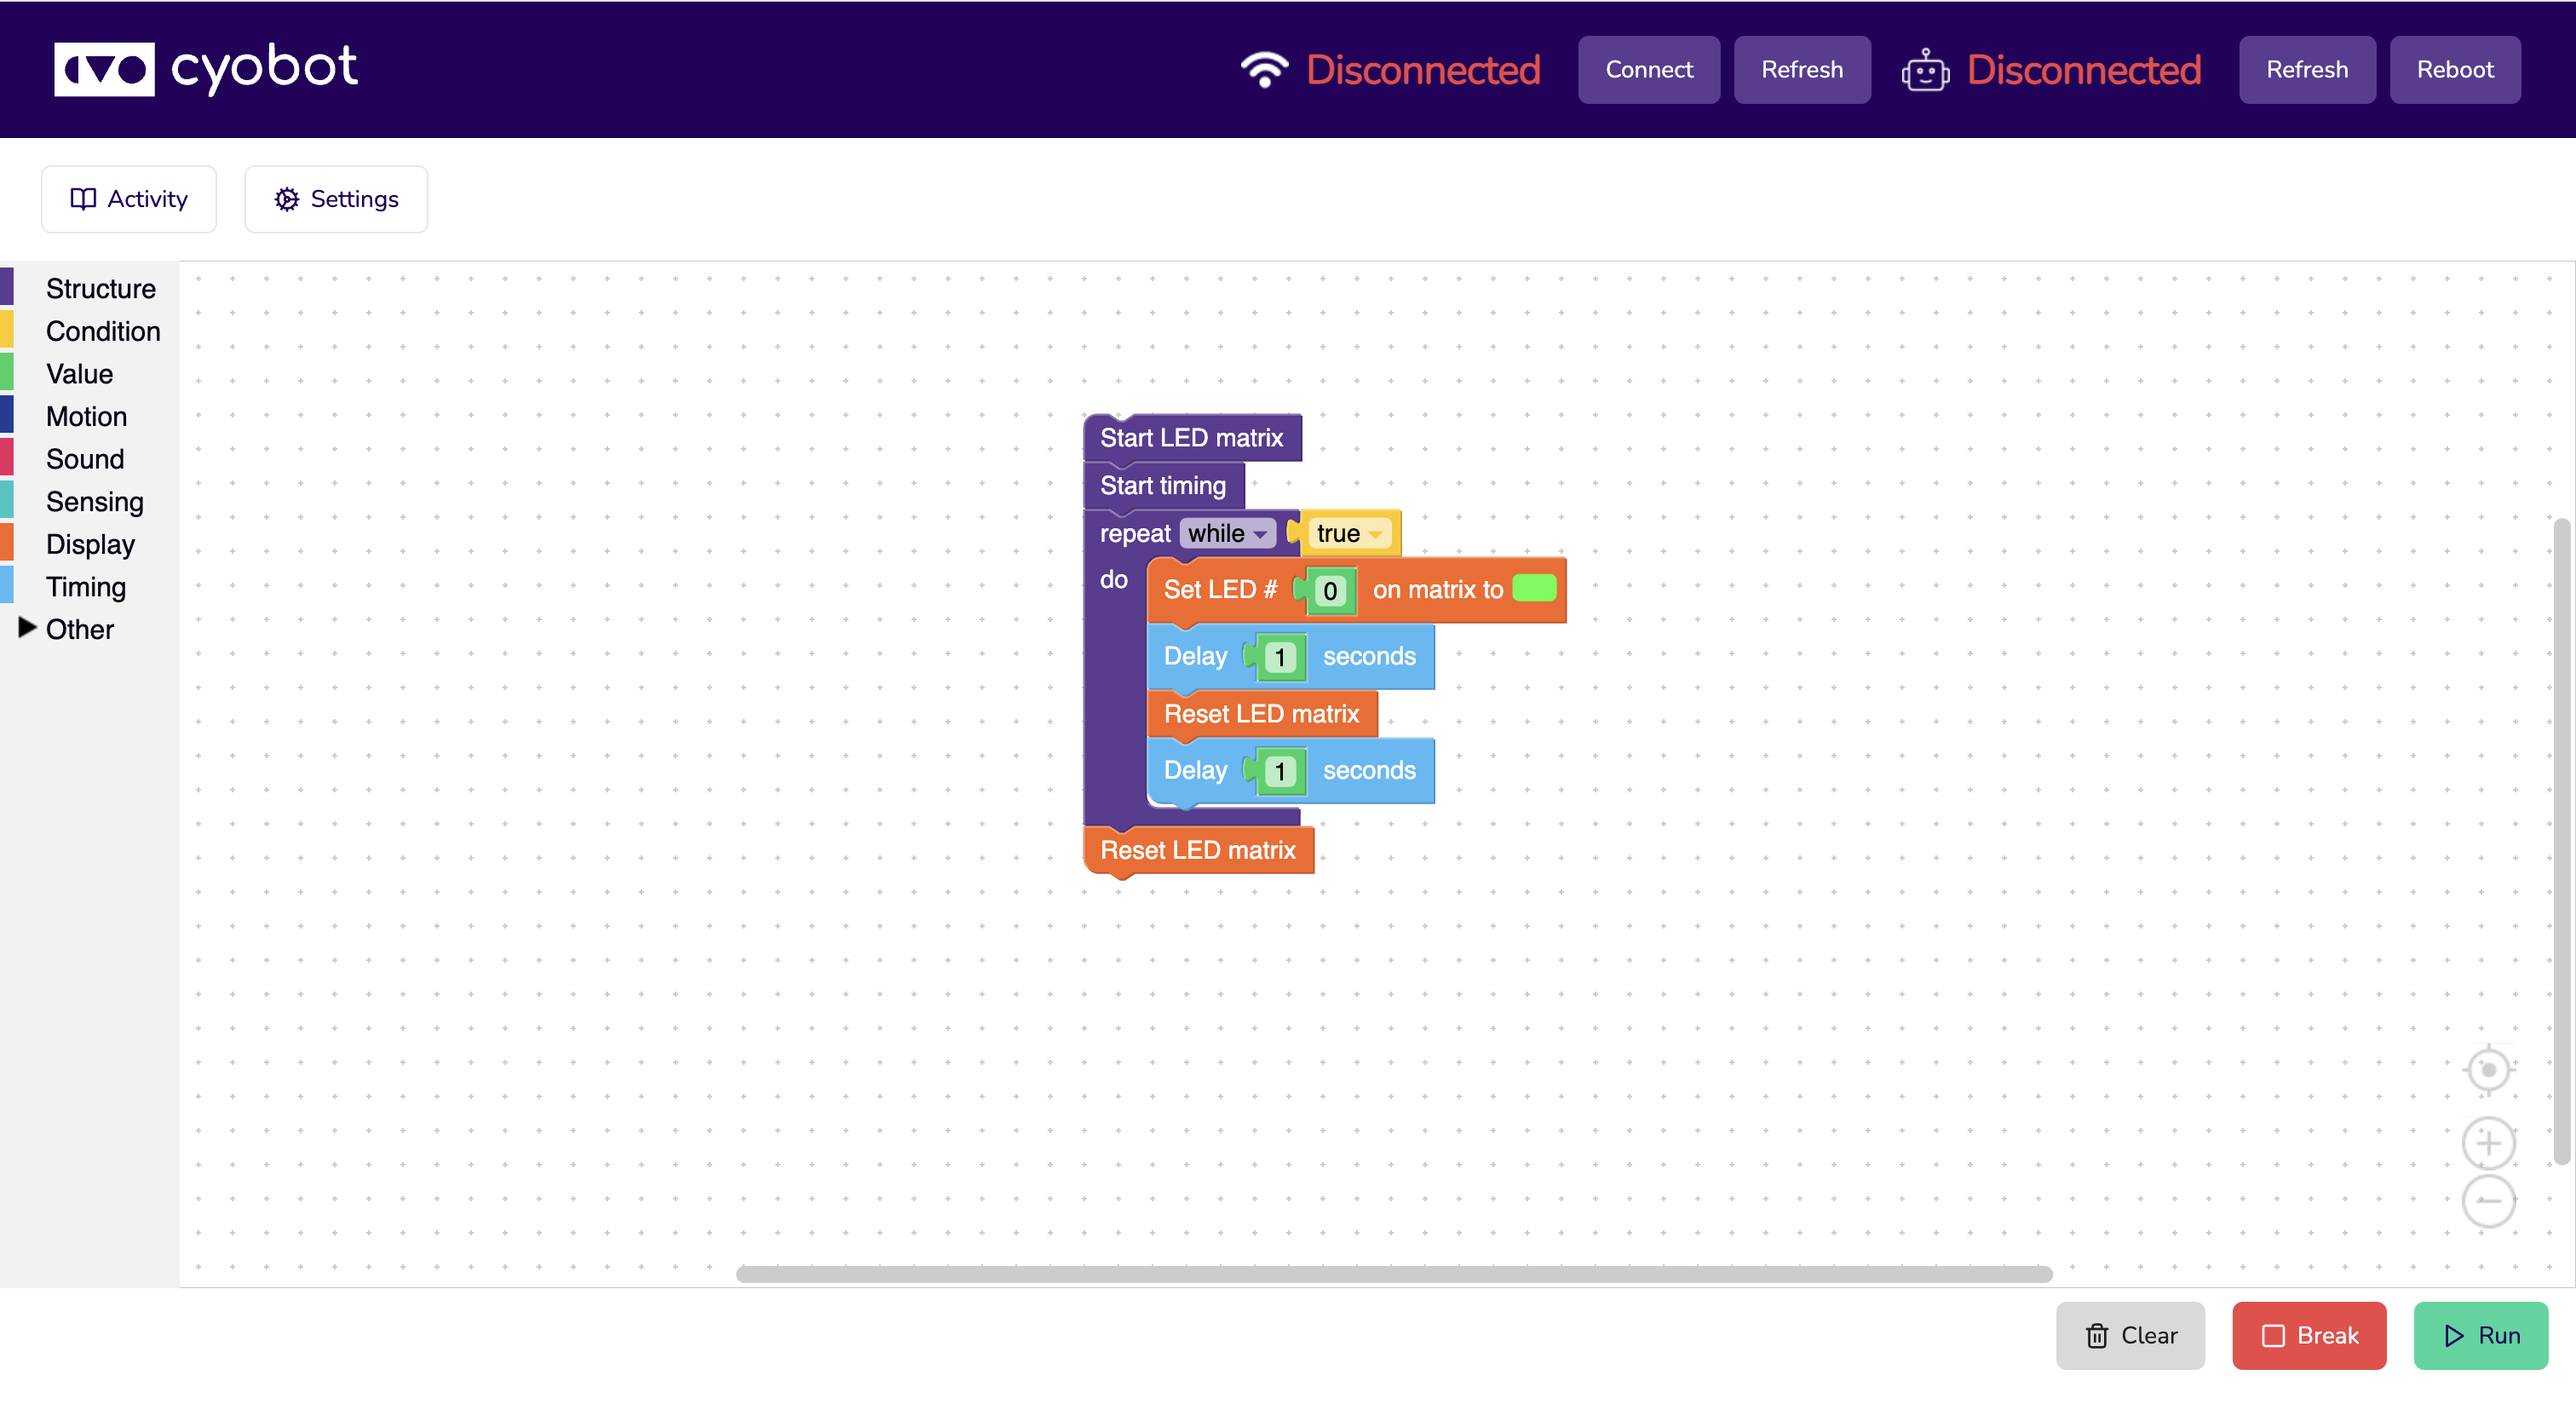 cyobot
Disconnected
Connect
Refresh
Disconnected
Refresh
Reboot
Activity
Settings
Structure
Condition
Value
Motion
Sound
Sensing
Display
Timing
Other
Start LED matrix
Start timing
repeat while true
do
Set LED # 0 on matrix to
Delay 1 seconds
Reset LED matrix
Delay 1 seconds
Reset LED matrix
Clear
Break
Run